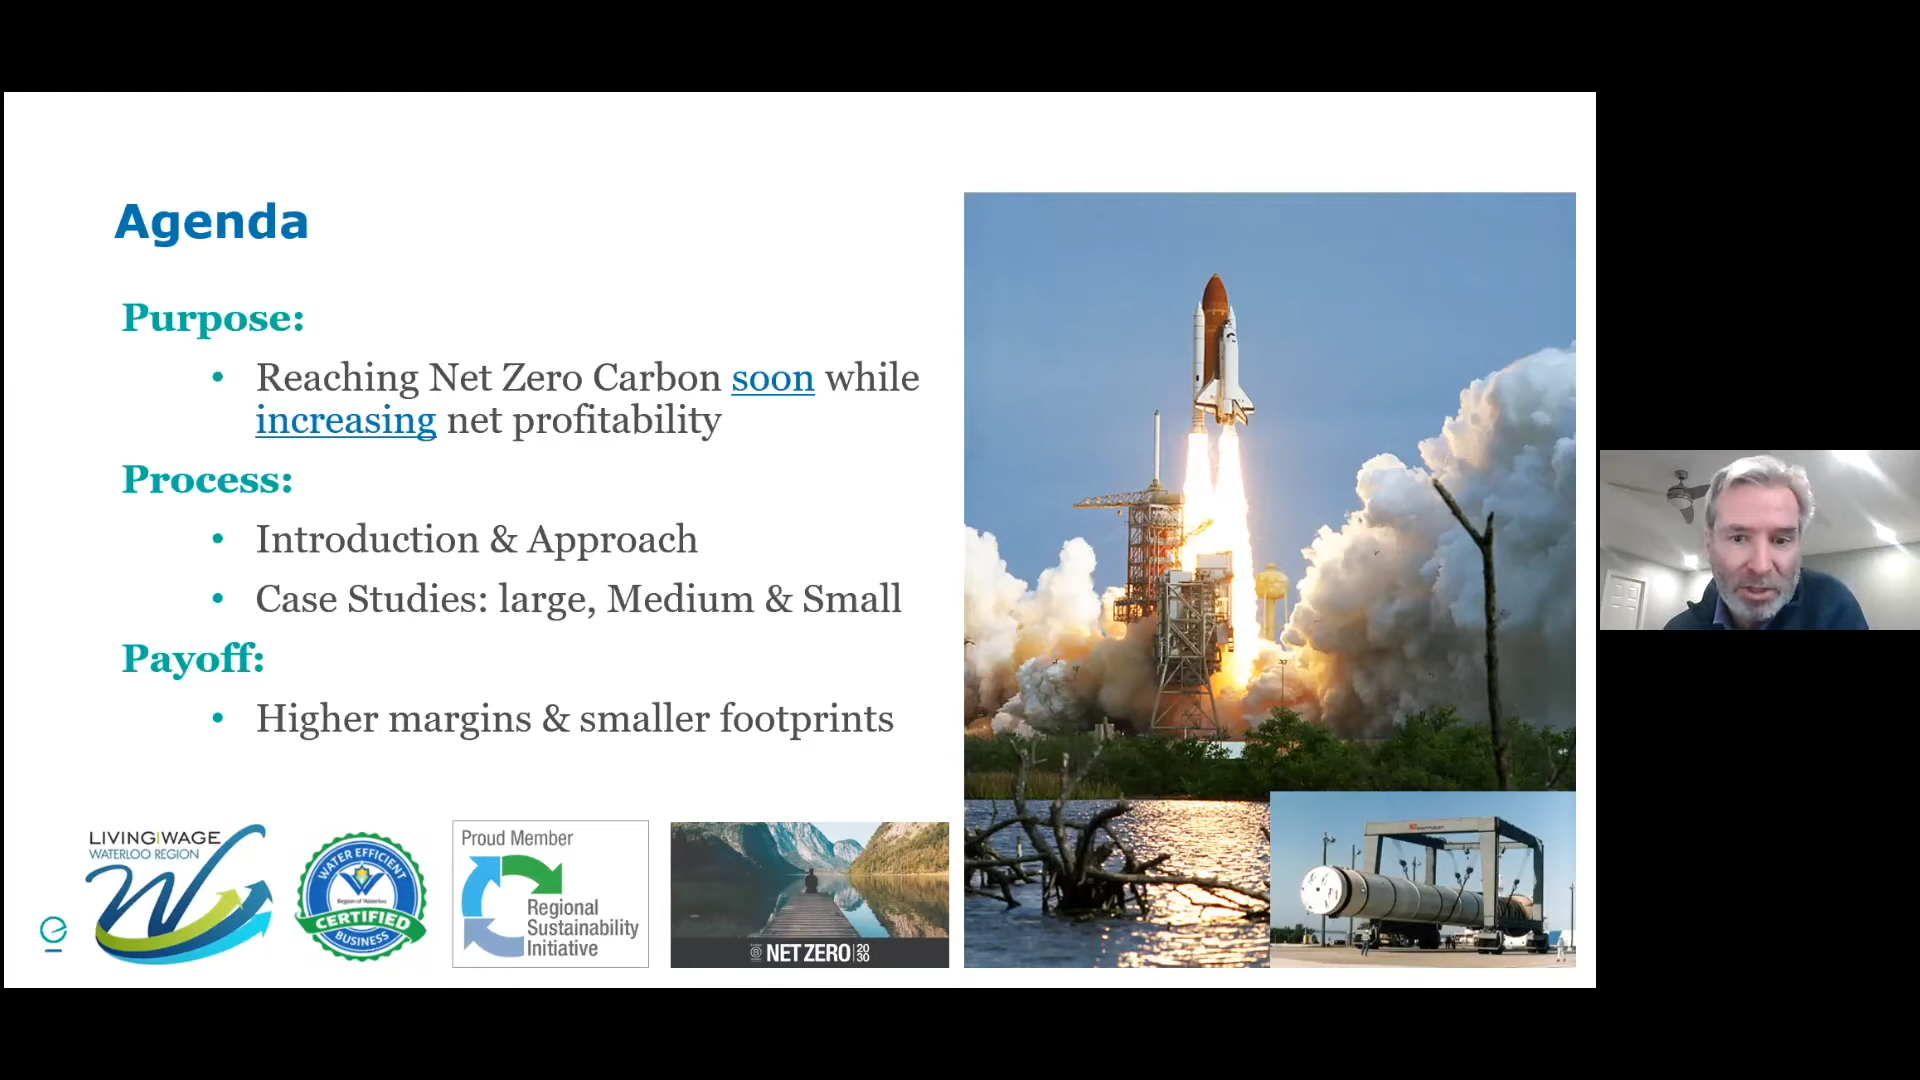 Agenda
Purpose:
• Reaching Net Zero Carbon soon while
increasing net profitability
Process:
• Introduction & Approach
• Case Studies: large, Medium & Small
Payoff:
• Higher margins & smaller footprints
LIVING WAGE
WATERLOO REGION
WATER EFFICIENT
Region of Waterloo
CERTIFIED
BUSINESS
Proud Member
Regional
Sustainability
Initiative
NET ZERO 20
30